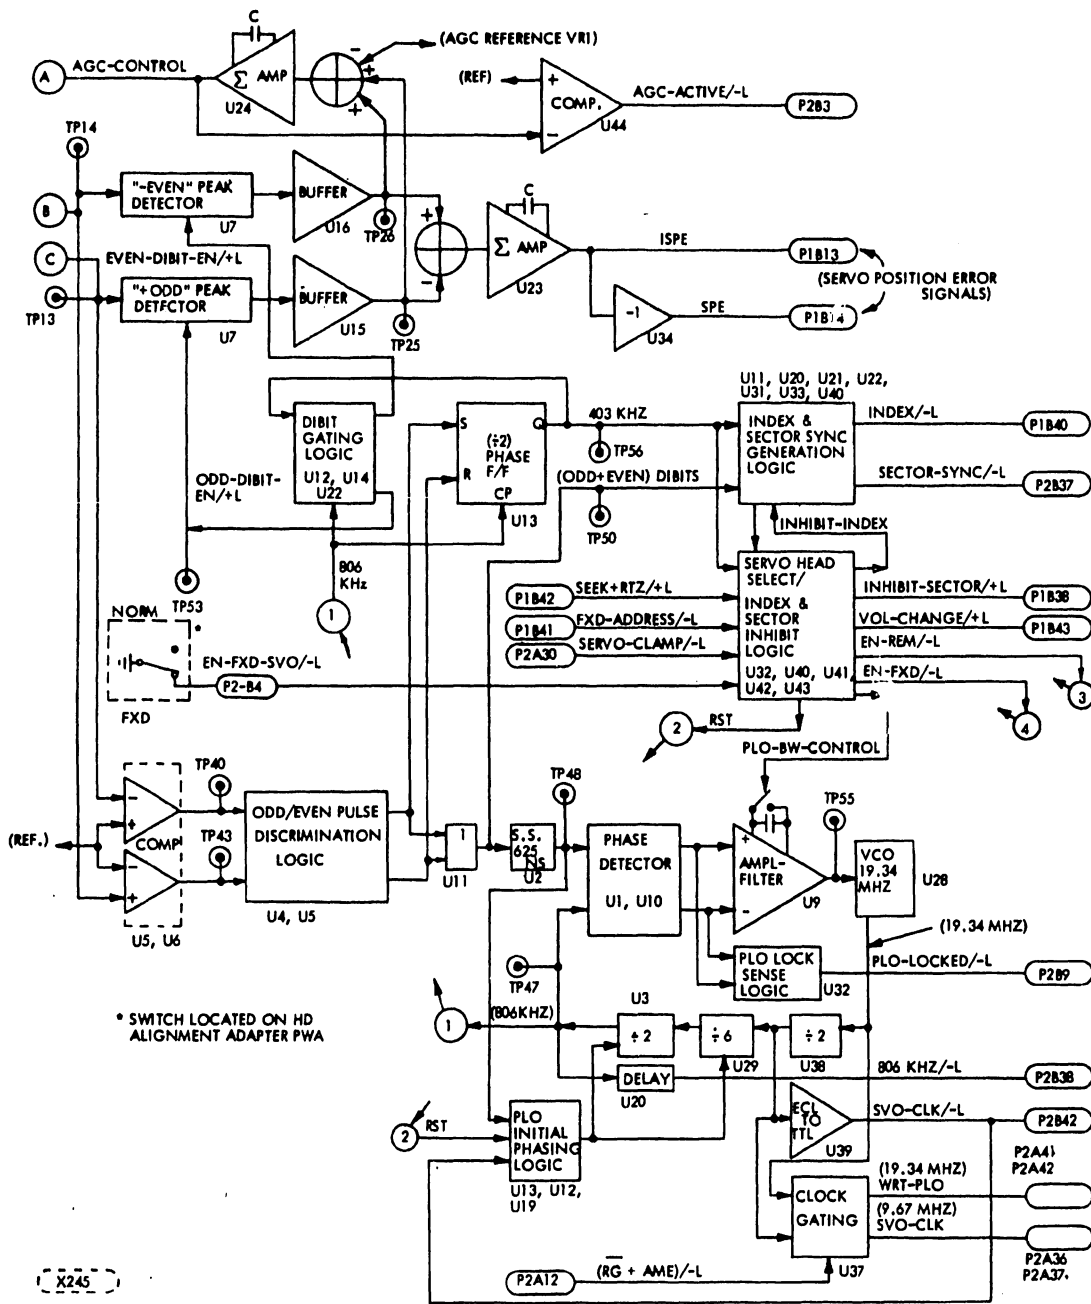 C
(AGC REFERENCE VR1)
A
AGC-CONTROL
Σ AMP
U24
-
+
+
(REF)
+
COMP.
-
U44
AGC-ACTIVE/-L
P2B3
TP14
B
"-EVEN" PEAK
DETECTOR
U7
BUFFER
U16
TP26
C
EVEN-DIBIT-EN/+L
TP13
"+ODD" PEAK
DETFCTOR
U7
BUFFER
U15
TP25
+
-
C
Σ AMP
U23
ISPE
P1B13
(SERVO POSITION ERROR
SIGNALS)
-1
U34
SPE
P1B14
DIBIT
GATING
LOGIC
U12, U14
U22
ODD-DIBIT-
EN/+L
TP53
806
KHz
1
S
Q
(÷2)
PHASE
F/F
R
CP
U13
403 KHZ
TP56
(ODD+EVEN) DIBITS
TP50
U11, U20, U21, U22,
U31, U33, U40
INDEX &
SECTOR SYNC
GENERATION
LOGIC
INDEX/-L
P1B40
SECTOR-SYNC/-L
P2B37
INHIBIT-INDEX
SERVO HEAD
SELECT/
INDEX &
SECTOR
INHIBIT
LOGIC
U32, U40, U41,
U42, U43
P1B42
SEEK+RTZ/+L
P1B41
FXD-ADDRESS/-L
P2A30
SERVO-CLAMP/-L
INHIBIT-SECTOR/+L
P1B38
VOL-CHANGE/+L
P1B43
EN-REM/-L
3
EN-FXD/-L
4
NORM
*
FXD
EN-FXD-SVO/-L
P2-B4
2
RST
PLO-BW-CONTROL
(REF.)
-
+
COMP
-
+
U5, U6
TP40
TP43
ODD/EVEN PULSE
DISCRIMINATION
LOGIC
U4, U5
1
U11
S.S.
625
NS
U2
TP48
PHASE
DETECTOR
U1, U10
+
AMPL-
FILTER
-
U9
TP55
VCO
19.34
MHZ
U28
(19.34 MHZ)
PLO LOCK
SENSE
LOGIC
U32
PLO-LOCKED/-L
P2B9
TP47
1
(806KHZ)
* SWITCH LOCATED ON HD
ALIGNMENT ADAPTER PWA
U3
÷ 2
÷ 6
U29
÷ 2
U38
DELAY
U20
806 KHZ/-L
P2B38
2
RST
PLO
INITIAL
PHASING
LOGIC
U13, U12,
U19
ECL
TO
TTL
U39
SVO-CLK/-L
P2B42
P2A41
P2A42
CLOCK
GATING
U37
(19.34 MHZ)
WRT-PLO
(9.67 MHZ)
SVO-CLK
P2A36
P2A37.
X245
P2A12
(R̅G̅ + AME)/-L